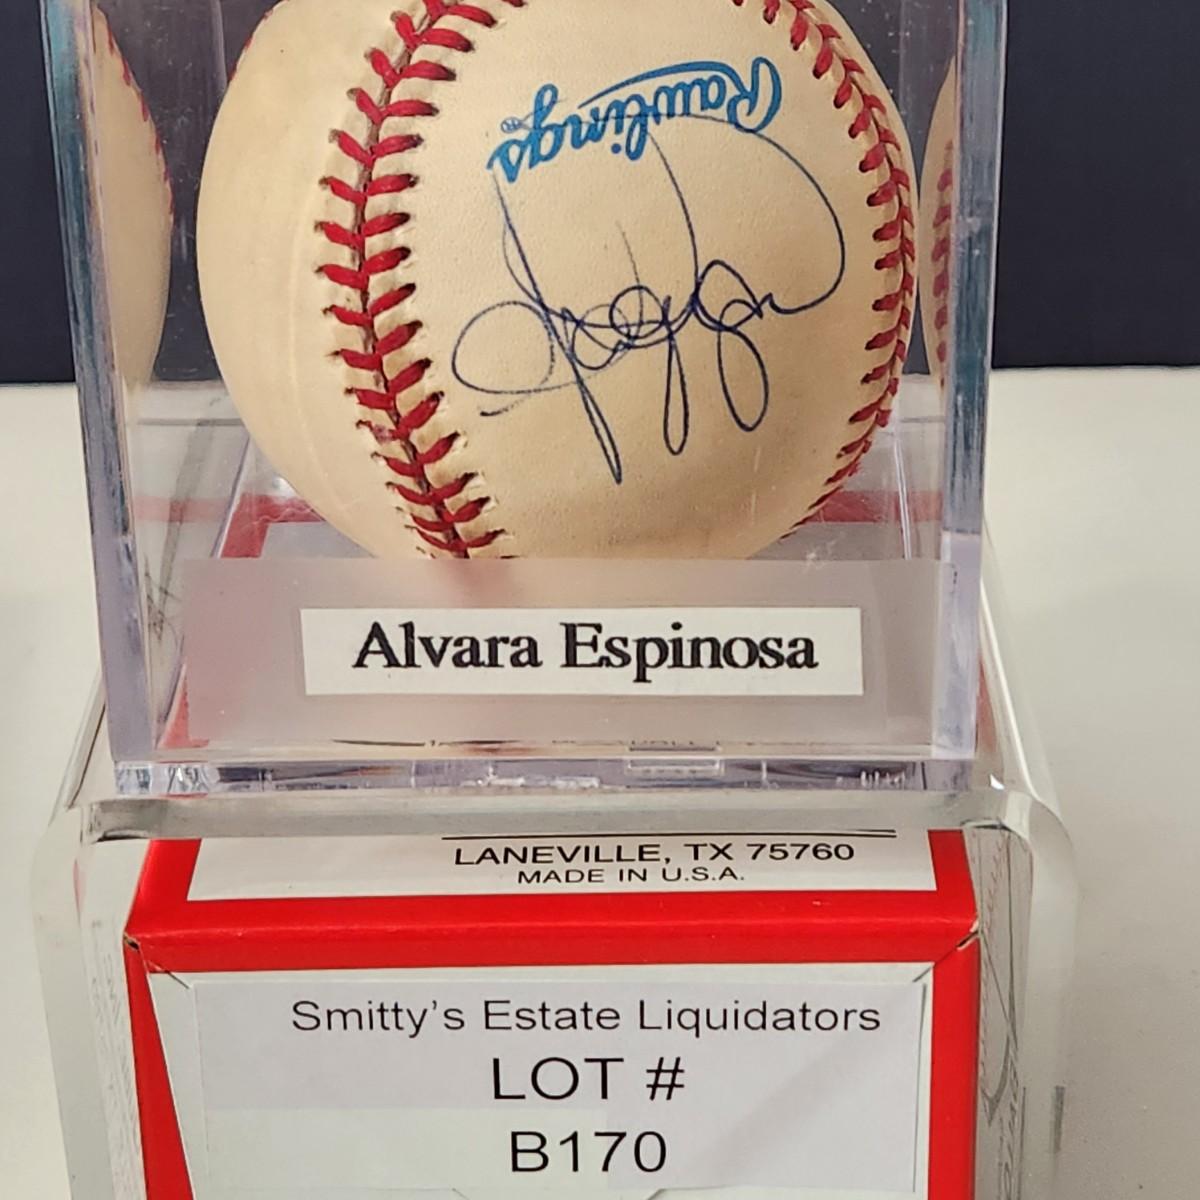 Rawlings
Alvara Espinosa
LANEVILLE, TX 75760
MADE IN U.S.A.
Smitty's Estate Liquidators
LOT #
B170